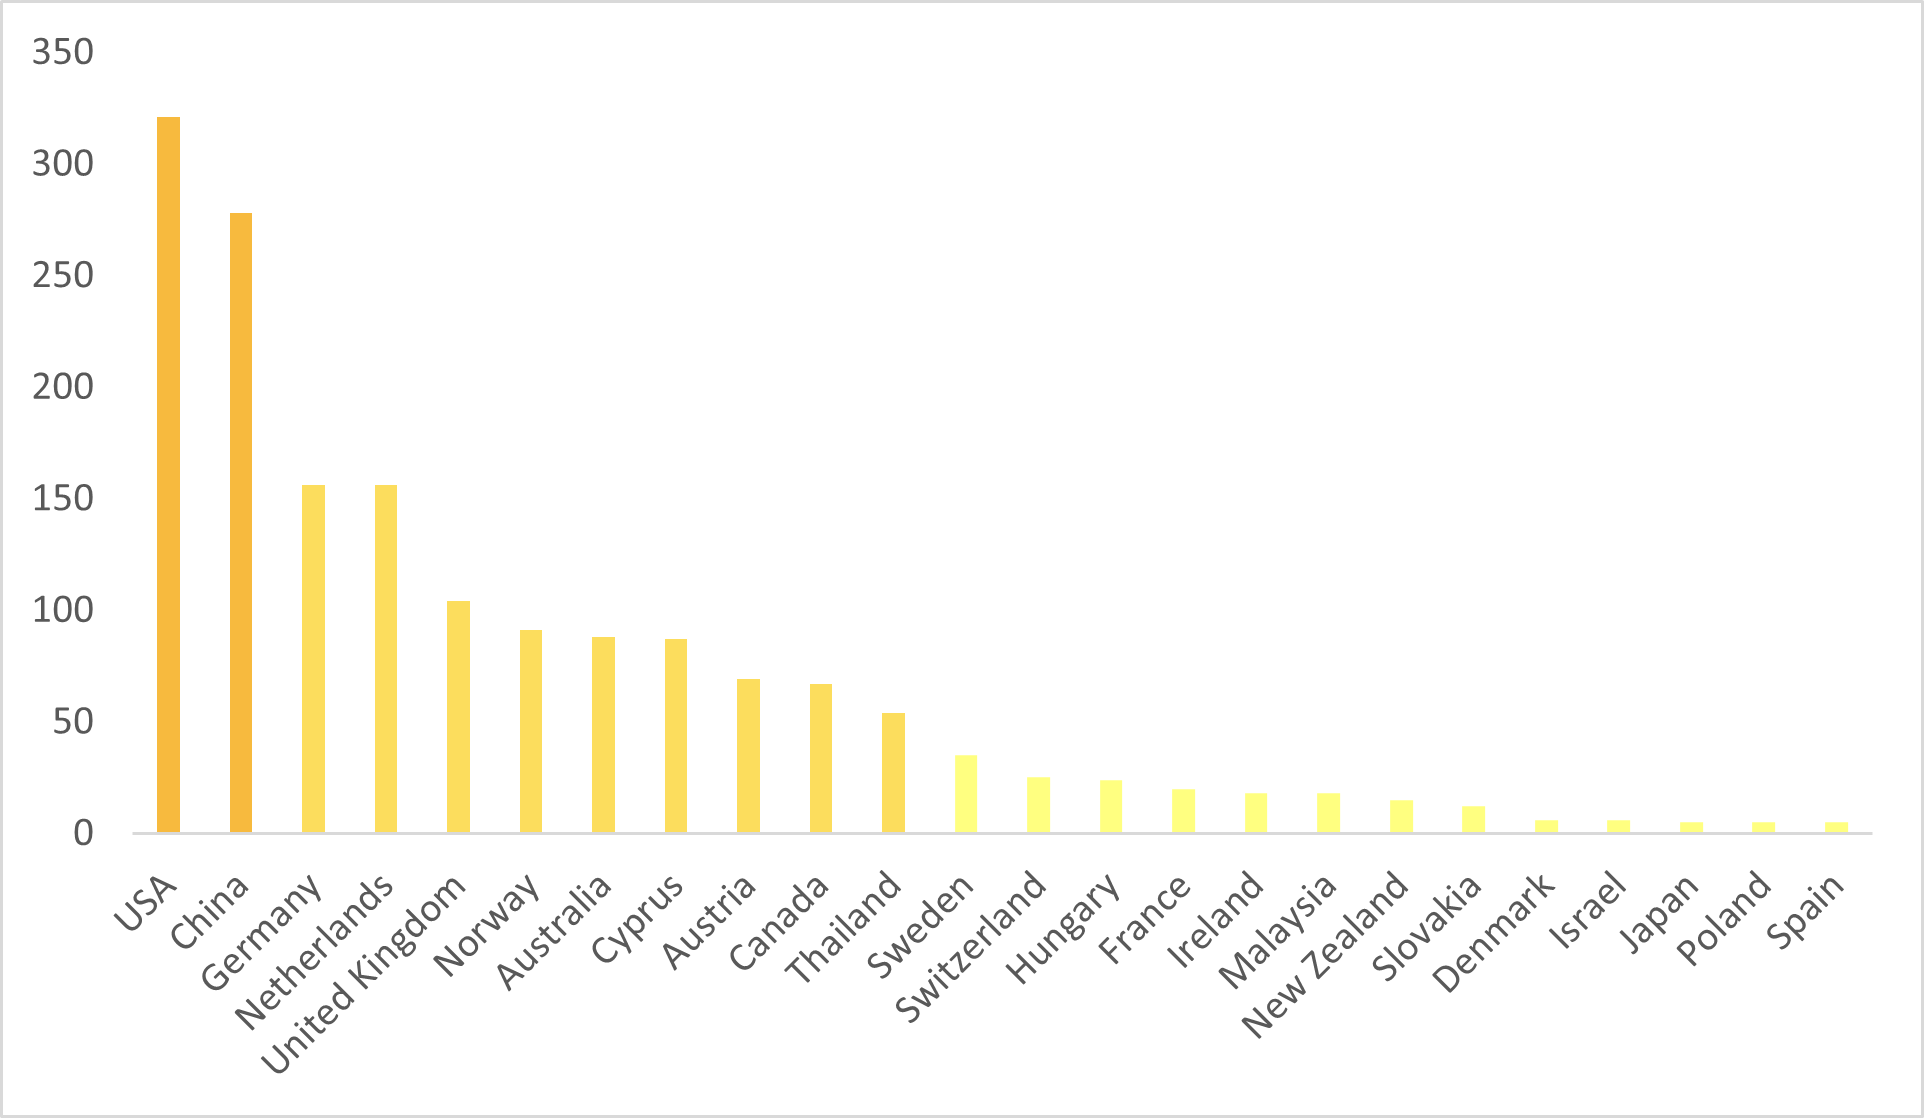 350
300
250
200
150
100
50
0
USA
China
Germany
Netherlands
United Kingdom
Norway
Australia
Cyprus
Austria
Canada
Thailand
Sweden
Switzerland
Hungary
France
Ireland
Malaysia
New Zealand
Slovakia
Denmark
Israel
Japan
Poland
Spain